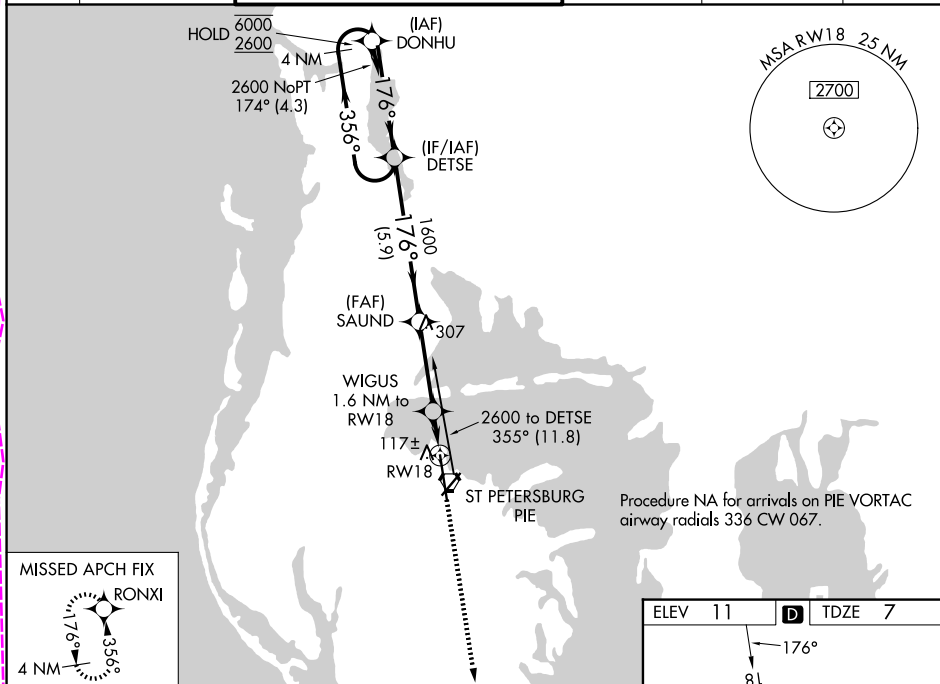 HOLD 6000
2600
(IAF)
DONHU
4 NM
2600 NoPT
174° (4.3)
176°
356°
(IF/IAF)
DETSE
1600
176°
(5.9)
(FAF)
SAUND
307
WIGUS
1.6 NM to
RW18
2600 to DETSE
355° (11.8)
117±
RW18
ST PETERSBURG
PIE
MSA RW18 25 NM
2700
Procedure NA for arrivals on PIE VORTAC
airway radials 336 CW 067.
MISSED APCH FIX
RONXI
176°
356°
4 NM
ELEV 11 D TDZE 7
176°